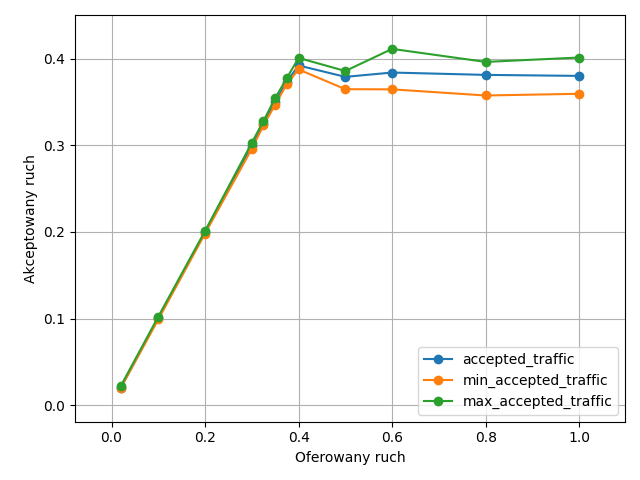 0.4
0.3
0.2
0.1
0.0
Akceptowany ruch
accepted_traffic
min_accepted_traffic
max_accepted_traffic
0.0 0.2 0.4 0.6 0.8 1.0
Oferowany ruch